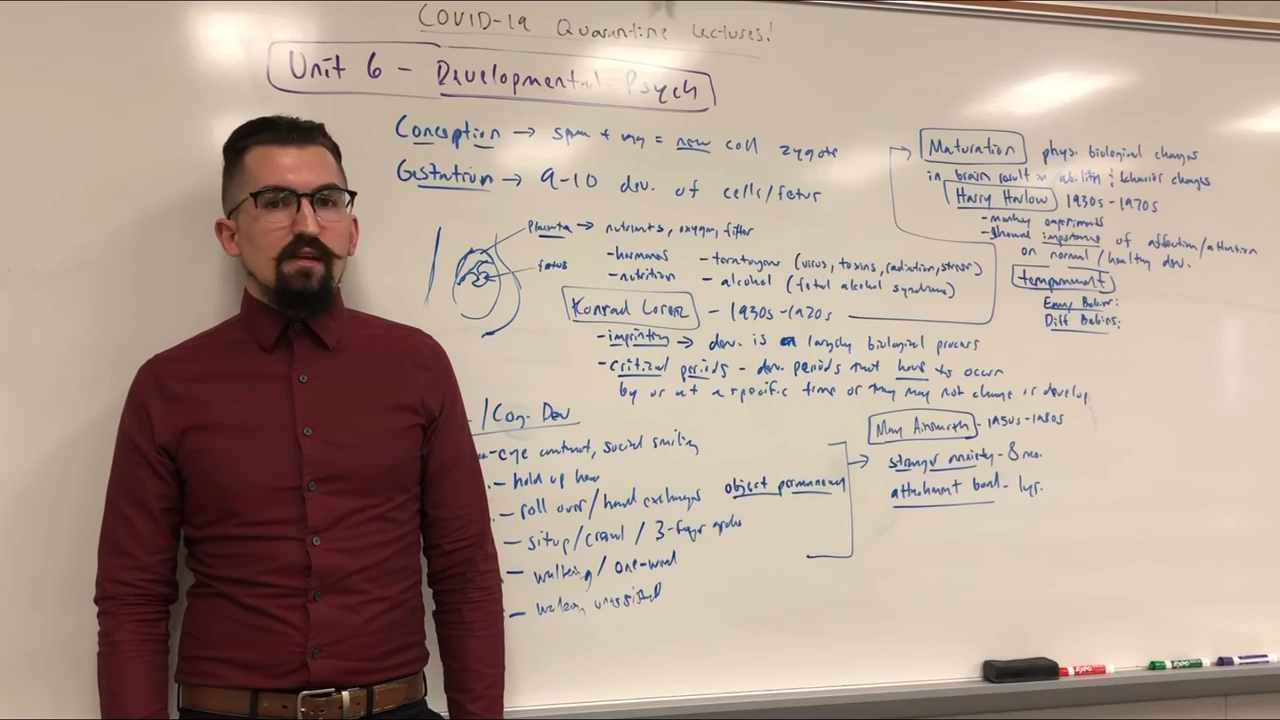 COVID-19 Quarantine Lectures!
Unit 6 - Developmental Psych
Conception → sperm + egg = new cell zygote
Gestation → 9-10 dev. of cells/fetus
placenta → nutrients, oxygen, filter
fetus
-hormones
-nutrition
-teratogens (virus, toxins, radiation, stress)
-alcohol (fetal alcohol syndrome)
Konrad Lorenz - 1930s-1970s
-imprinting → dev. is a largely biological process
-critical periods - dev. periods that have to occur
by or at a specific time or they may not change or develop
/Cog. Dev
-eye contact, social smiling
-hold up head
-roll over/hand exchanges
object permanence
-situp/crawl/3-finger
-walking/one-word
-walking unassisted
Maturation phys. biological changes
in brain result in ability & behavior changes
Harry Harlow 1930s-1970s
-monkey experiments
-showed importance of affection/attention
on normal/healthy dev.
temperament
Easy Babies:
Diff Babies:
Mary Ainsworth - 1950s-1980s
stranger anxiety - 8 mo.
attachment bond - 1yr.
EXPO
EXPO
EXPO